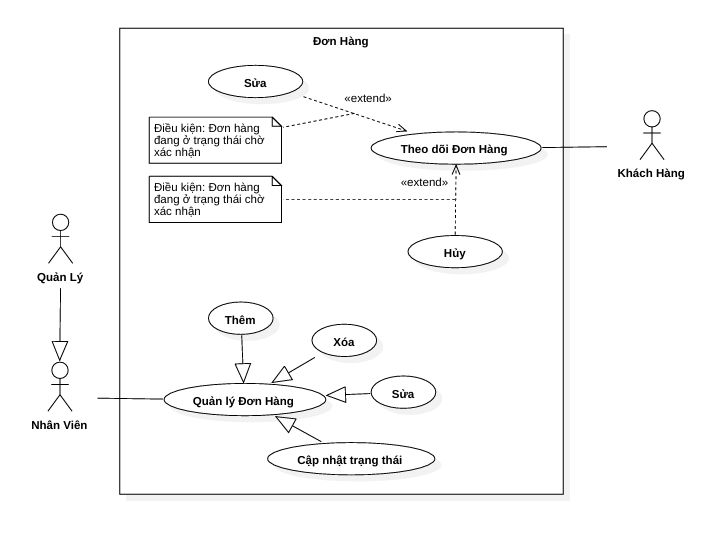 Đơn Hàng
Sửa
«extend»
Điều kiện: Đơn hàng
đang ở trạng thái chờ
xác nhận
Theo dõi Đơn Hàng
Khách Hàng
Điều kiện: Đơn hàng
đang ở trạng thái chờ
xác nhận
«extend»
Hủy
Quản Lý
Thêm
Xóa
Sửa
Quản lý Đơn Hàng
Nhân Viên
Cập nhật trạng thái